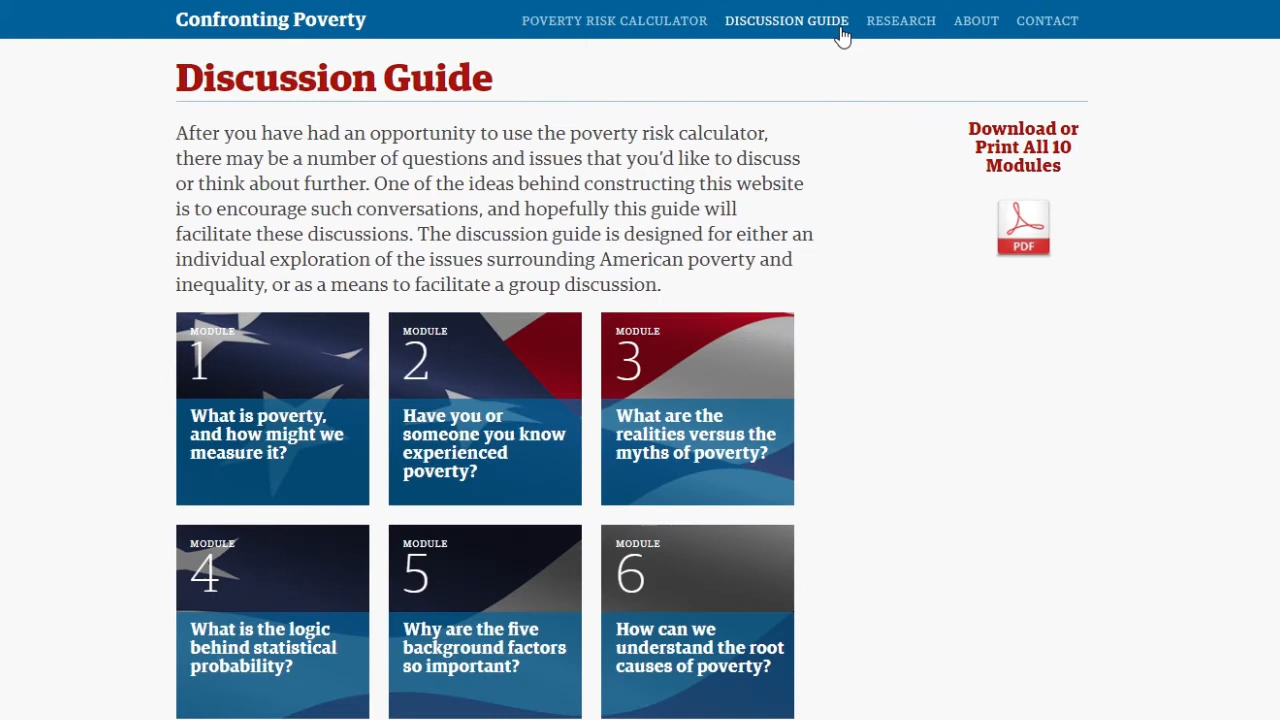 Confronting Poverty
POVERTY RISK CALCULATOR DISCUSSION GUIDE RESEARCH ABOUT CONTACT
Discussion Guide
After you have had an opportunity to use the poverty risk calculator,
there may be a number of questions and issues that you'd like to discuss
or think about further. One of the ideas behind constructing this website
is to encourage such conversations, and hopefully this guide will
facilitate these discussions. The discussion guide is designed for either an
individual exploration of the issues surrounding American poverty and
inequality, or as a means to facilitate a group discussion.
Download or
Print All 10
Modules
PDF
MODULE
1
What is poverty,
and how might we
measure it?
MODULE
2
Have you or
someone you know
experienced
poverty?
MODULE
3
What are the
realities versus the
myths of poverty?
MODULE
4
What is the logic
behind statistical
probability?
MODULE
5
Why are the five
background factors
so important?
MODULE
6
How can we
understand the root
causes of poverty?